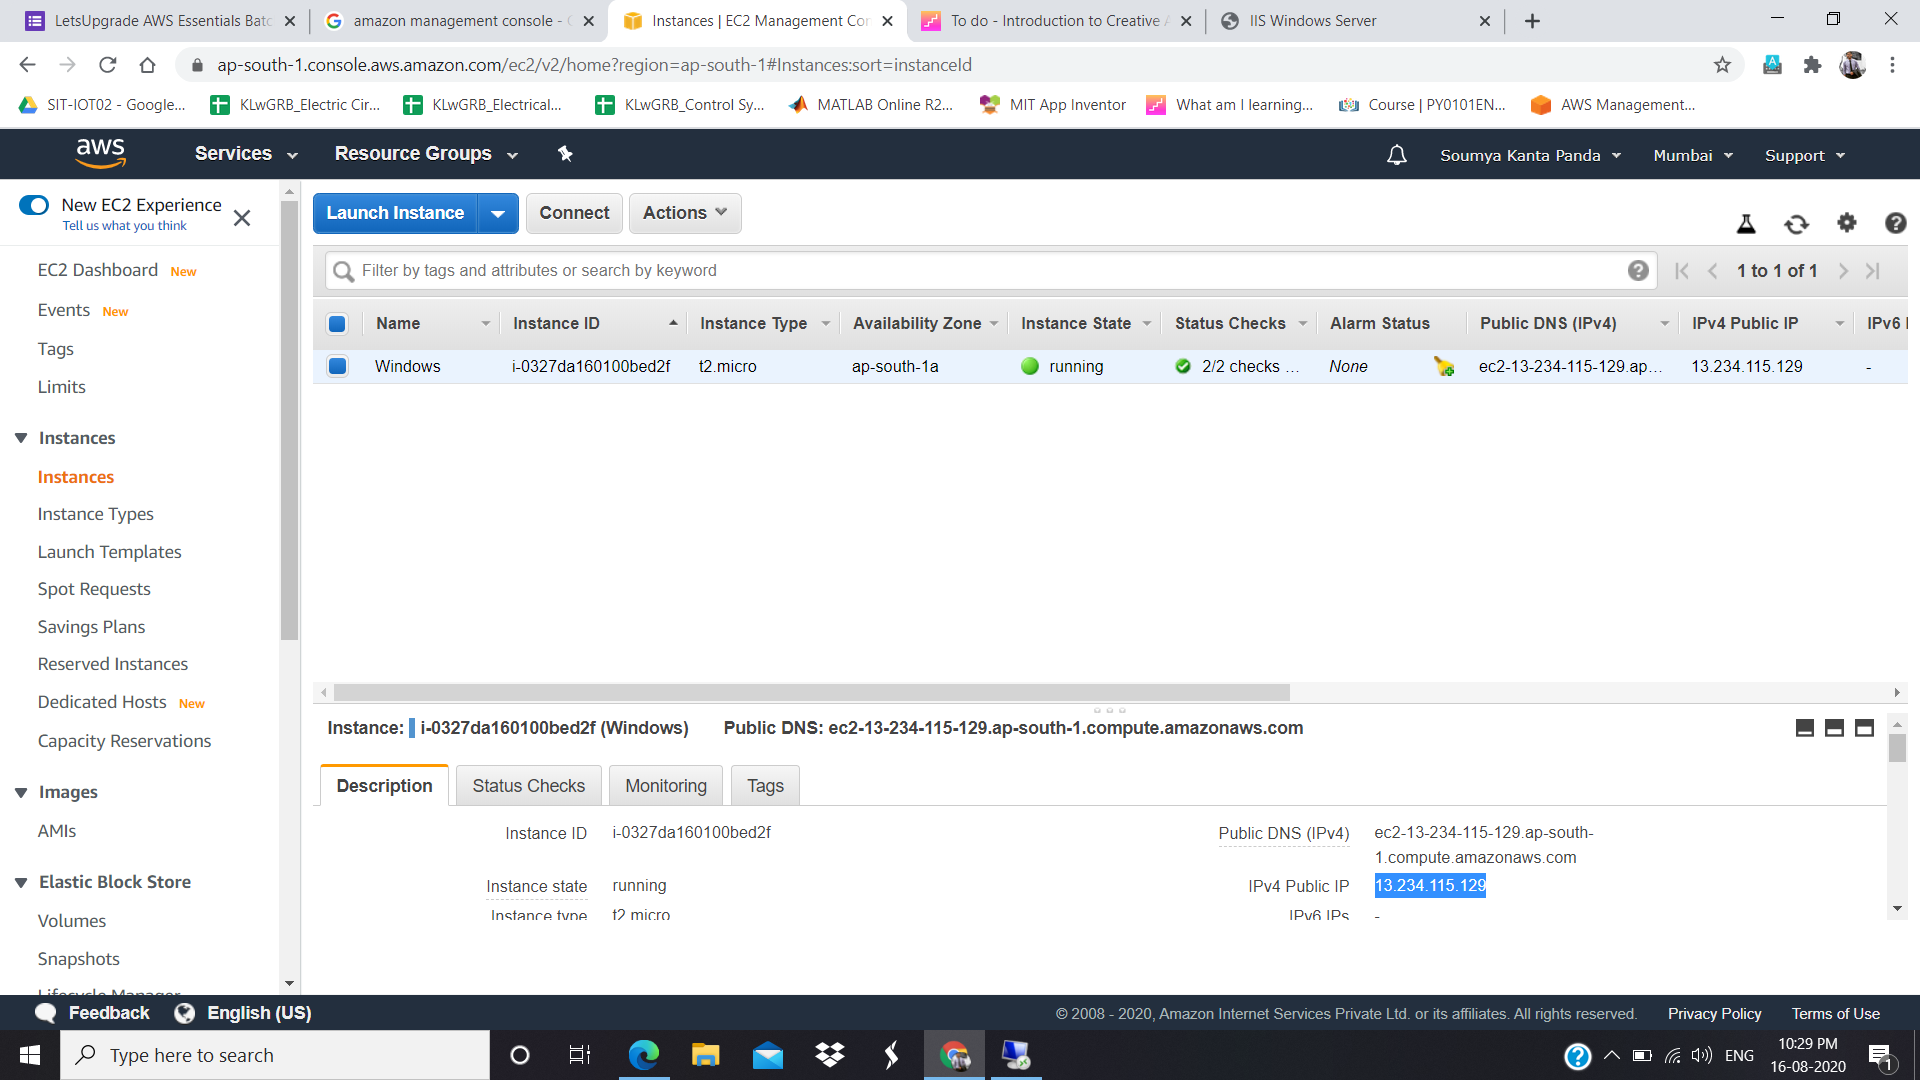 LetsUpgrade AWS Essentials Batc
amazon management console -
Instances | EC2 Management Con
To do - Introduction to Creative A
IIS Windows Server
ap-south-1.console.aws.amazon.com/ec2/v2/home?region=ap-south-1#Instances:sort=instanceId
SIT-IOT02 - Google...
KLwGRB_Electric Cir...
KLwGRB_Electrical...
KLwGRB_Control Sy...
MATLAB Online R2...
MIT App Inventor
What am I learning...
Course | PY0101EN...
AWS Management...
aws
Services
Resource Groups
Soumya Kanta Panda
Mumbai
Support
New EC2 Experience
Tell us what you think
EC2 Dashboard New
Events New
Tags
Limits
Instances
Instances
Instance Types
Launch Templates
Spot Requests
Savings Plans
Reserved Instances
Dedicated Hosts New
Capacity Reservations
Images
AMIs
Elastic Block Store
Volumes
Snapshots
Lifecycle Manager
Launch Instance
Connect
Actions
Filter by tags and attributes or search by keyword
1 to 1 of 1
Name Instance ID Instance Type Availability Zone Instance State Status Checks Alarm Status Public DNS (IPv4) IPv4 Public IP IPv6 I
Windows i-0327da160100bed2f t2.micro ap-south-1a running 2/2 checks ... None ec2-13-234-115-129.ap... 13.234.115.129 -
Instance: i-0327da160100bed2f (Windows) Public DNS: ec2-13-234-115-129.ap-south-1.compute.amazonaws.com
Description
Status Checks
Monitoring
Tags
Instance ID i-0327da160100bed2f
Public DNS (IPv4) ec2-13-234-115-129.ap-south-
1.compute.amazonaws.com
Instance state running
IPv4 Public IP 13.234.115.129
Instance type t2.micro
IPv6 IPs -
Feedback
English (US)
© 2008 - 2020, Amazon Internet Services Private Ltd. or its affiliates. All rights reserved.
Privacy Policy
Terms of Use
Type here to search
ENG
10:29 PM
16-08-2020
1